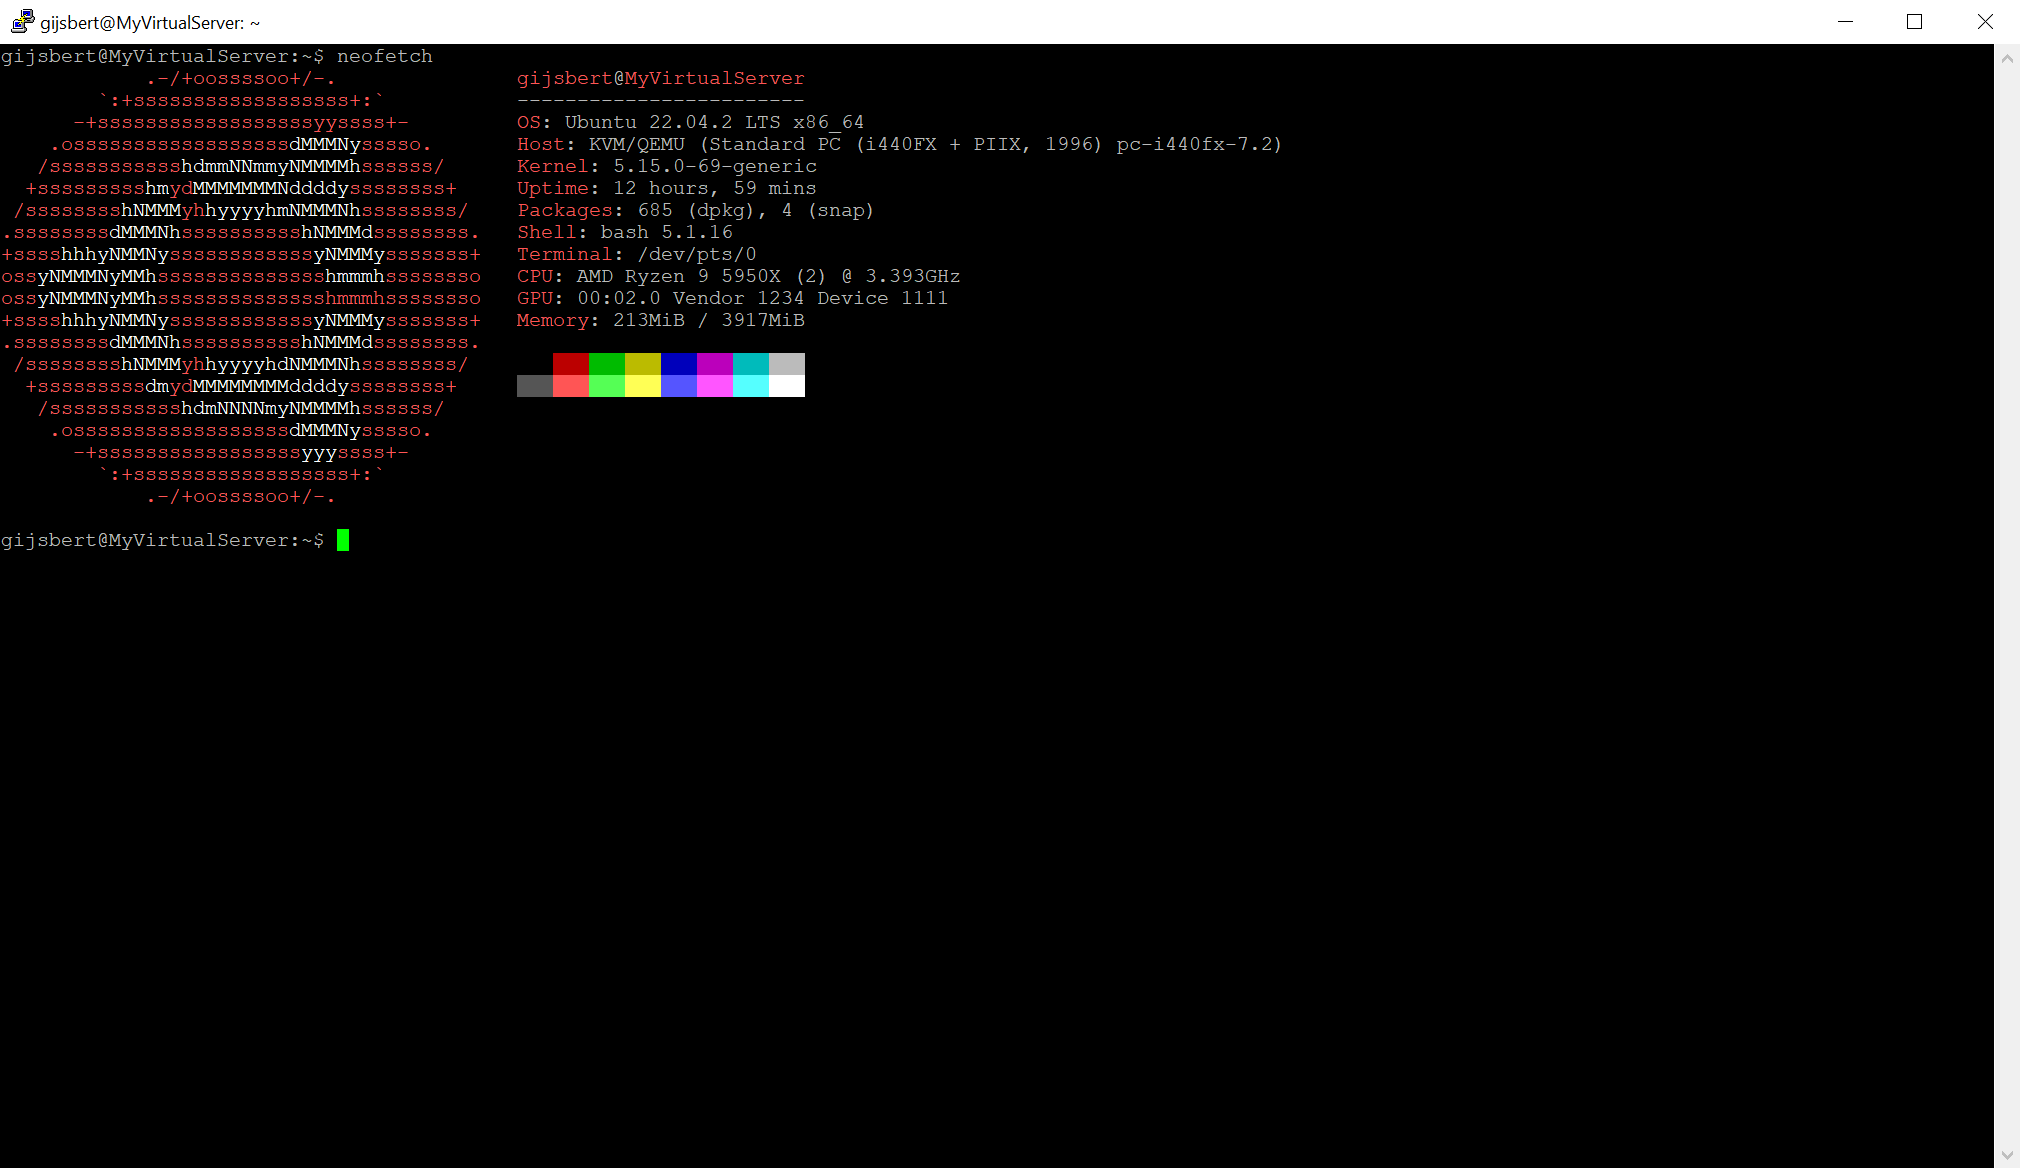 gijsbert@MyVirtualServer: ~
gijsbert@MyVirtualServer:~$ neofetch
            .-/+oossssoo+/-.               gijsbert@MyVirtualServer
        `:+ssssssssssssssssss+:`           ------------------------
      -+ssssssssssssssssssyyssss+-         OS: Ubuntu 22.04.2 LTS x86_64
    .ossssssssssssssssssdMMMNysssso.       Host: KVM/QEMU (Standard PC (i440FX + PIIX, 1996) pc-i440fx-7.2)
   /ssssssssssshdmmNNmmyNMMMMhssssss/      Kernel: 5.15.0-69-generic
  +ssssssssshmydMMMMMMMNddddyssssssss+     Uptime: 12 hours, 59 mins
 /sssssssshNMMMyhhyyyyhmNMMMNhssssssss/    Packages: 685 (dpkg), 4 (snap)
.ssssssssdMMMNhsssssssssshNMMMdssssssss.   Shell: bash 5.1.16
+sssshhhyNMMNyssssssssssssyNMMMysssssss+   Terminal: /dev/pts/0
ossyNMMMNyMMhsssssssssssssshmmmhssssssso   CPU: AMD Ryzen 9 5950X (2) @ 3.393GHz
ossyNMMMNyMMhsssssssssssssshmmmhssssssso   GPU: 00:02.0 Vendor 1234 Device 1111
+sssshhhyNMMNyssssssssssssyNMMMysssssss+   Memory: 213MiB / 3917MiB
.ssssssssdMMMNhsssssssssshNMMMdssssssss.
 /sssssssshNMMMyhhyyyyhdNMMMNhssssssss/
  +sssssssssdmydMMMMMMMMddddyssssssss+
   /ssssssssssshdmNNNNmyNMMMMhssssss/
    .ossssssssssssssssssdMMMNysssso.
      -+sssssssssssssssssyyyssss+-
        `:+ssssssssssssssssss+:`
            .-/+oossssoo+/-.
gijsbert@MyVirtualServer:~$